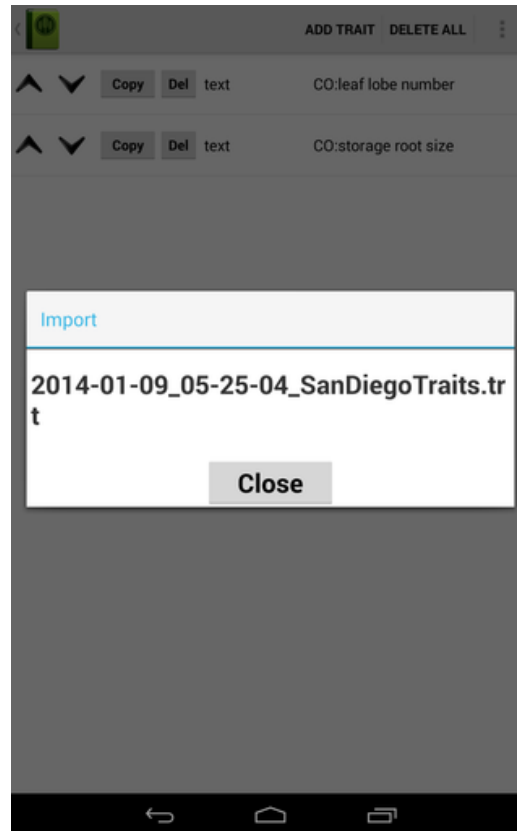 ADD TRAIT DELETE ALL
Copy Del text CO:leaf lobe number
Copy Del text CO:storage root size
Import
2014-01-09_05-25-04_SanDiegoTraits.tr
t
Close